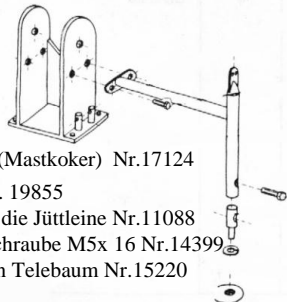 (Mastkoker) Nr.17124
. 19855
die Jüttleine Nr.11088
chraube M5x 16 Nr.14399
n Telebaum Nr.15220